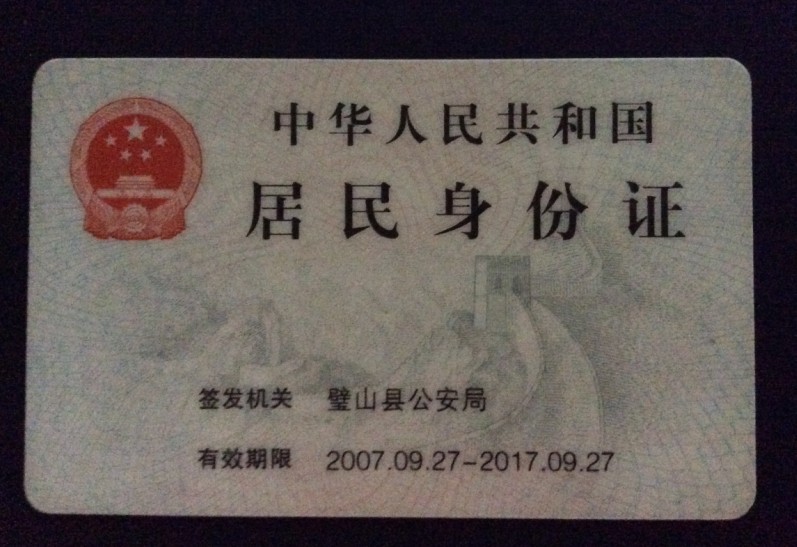 中华人民共和国
居民身份证
签发机关 璧山县公安局
有效期限 2007.09.27-2017.09.27